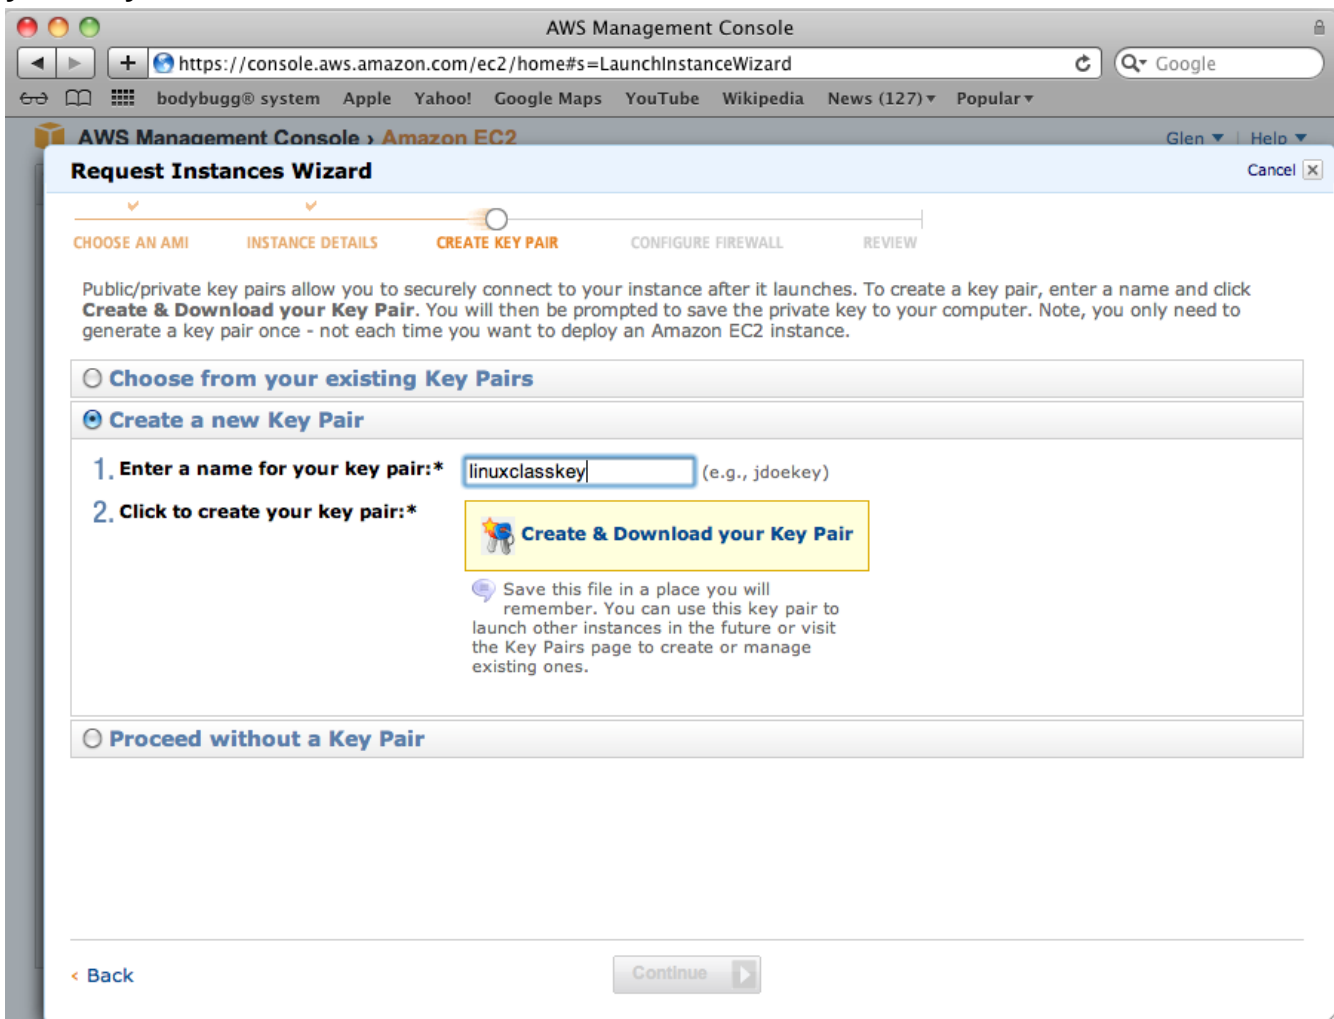 AWS Management Console
https://console.aws.amazon.com/ec2/home#s=LaunchInstanceWizard
Google
bodybugg® system Apple Yahoo! Google Maps YouTube Wikipedia News (127) Popular
AWS Management Console › Amazon EC2
Glen Help
Request Instances Wizard
Cancel
CHOOSE AN AMI INSTANCE DETAILS CREATE KEY PAIR CONFIGURE FIREWALL REVIEW
Public/private key pairs allow you to securely connect to your instance after it launches. To create a key pair, enter a name and click
Create & Download your Key Pair. You will then be prompted to save the private key to your computer. Note, you only need to
generate a key pair once - not each time you want to deploy an Amazon EC2 instance.
Choose from your existing Key Pairs
Create a new Key Pair
1. Enter a name for your key pair:* linuxclasskey (e.g., jdoekey)
2. Click to create your key pair:*
Create & Download your Key Pair
Save this file in a place you will
remember. You can use this key pair to
launch other instances in the future or visit
the Key Pairs page to create or manage
existing ones.
Proceed without a Key Pair
‹ Back
Continue